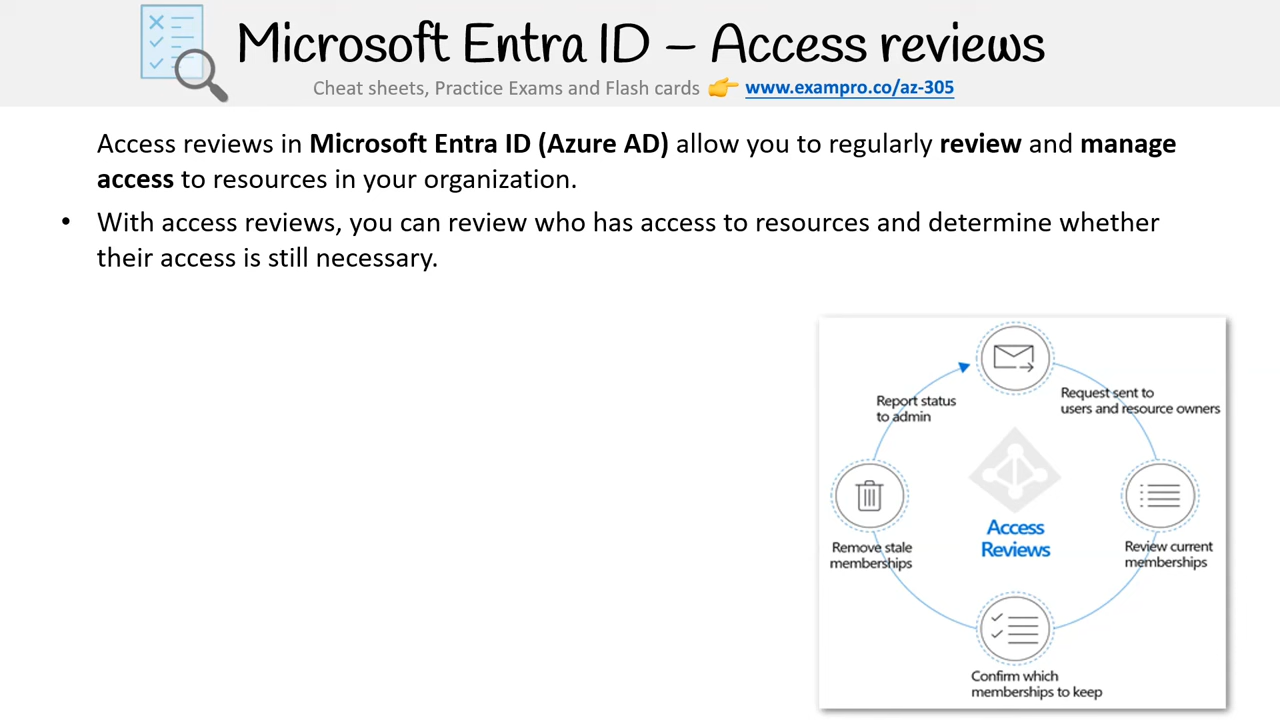 Microsoft Entra ID – Access reviews
Cheat sheets, Practice Exams and Flash cards 👉 www.exampro.co/az-305
Access reviews in Microsoft Entra ID (Azure AD) allow you to regularly review and manage
access to resources in your organization.
• With access reviews, you can review who has access to resources and determine whether
their access is still necessary.
Request sent to
users and resource owners
Review current
memberships
Confirm which
memberships to keep
Remove stale
memberships
Report status
to admin
Access
Reviews